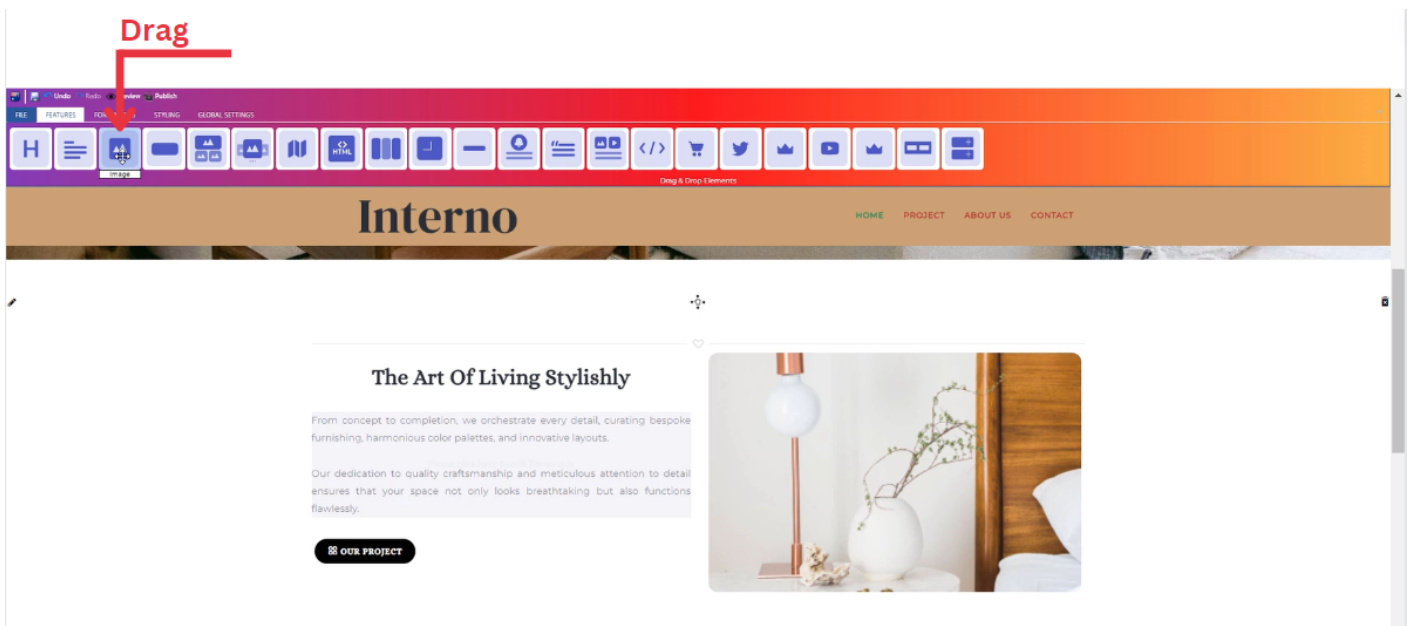 Drag
Undo Redo Preview Publish
FILE FEATURES STYLING GLOBAL SETTINGS
H HTML </>
Image
Drag & Drop Elements
Interno
HOME PROJECT ABOUT US CONTACT
The Art Of Living Stylishly
From concept to completion, we orchestrate every detail, curating bespoke
furnishing, harmonious color palettes, and innovative layouts.
Our dedication to quality craftsmanship and meticulous attention to detail
ensures that your space not only looks breathtaking but also functions
flawlessly.
OUR PROJECT